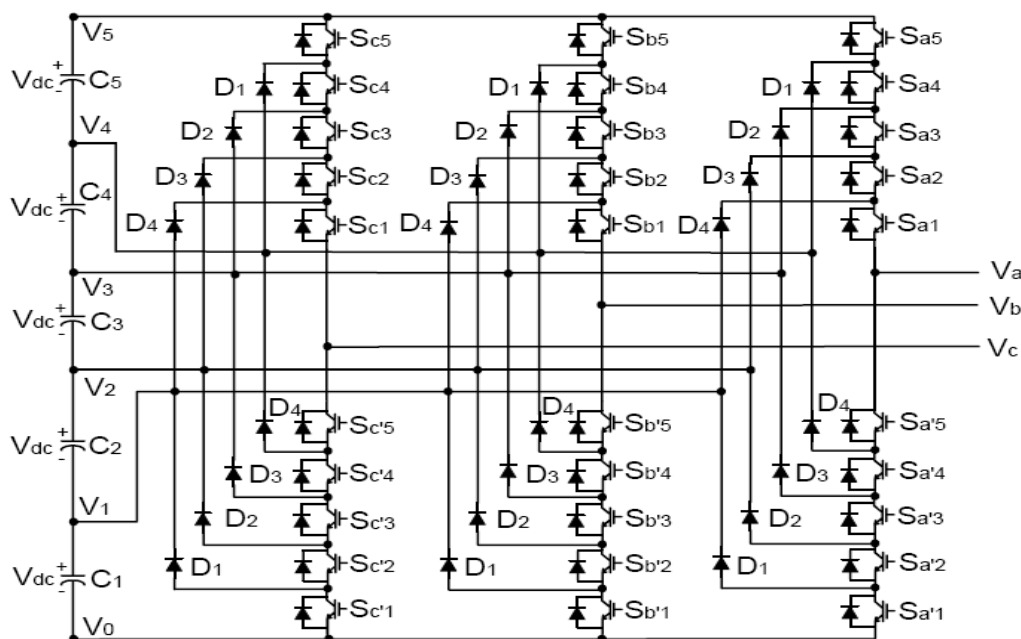 V5 Sc5 Sb5 Sa5
+ Vdc - C5 D1 Sc4 D1 Sb4 D1 Sa4
V4 D2 Sc3 D2 Sb3 D2 Sa3
D3 Sc2 D3 Sb2 D3 Sa2
+ Vdc - C4 D4 Sc1 D4 Sb1 D4 Sa1
V3 Va
+ Vdc - C3 Vb
Vc
V2
D4 Sc'5 D4 Sb'5 D4 Sa'5
+ Vdc - C2 D3 Sc'4 D3 Sb'4 D3 Sa'4
V1 D2 Sc'3 D2 Sb'3 D2 Sa'3
+ Vdc - C1 D1 Sc'2 D1 Sb'2 D1 Sa'2
V0 Sc'1 Sb'1 Sa'1